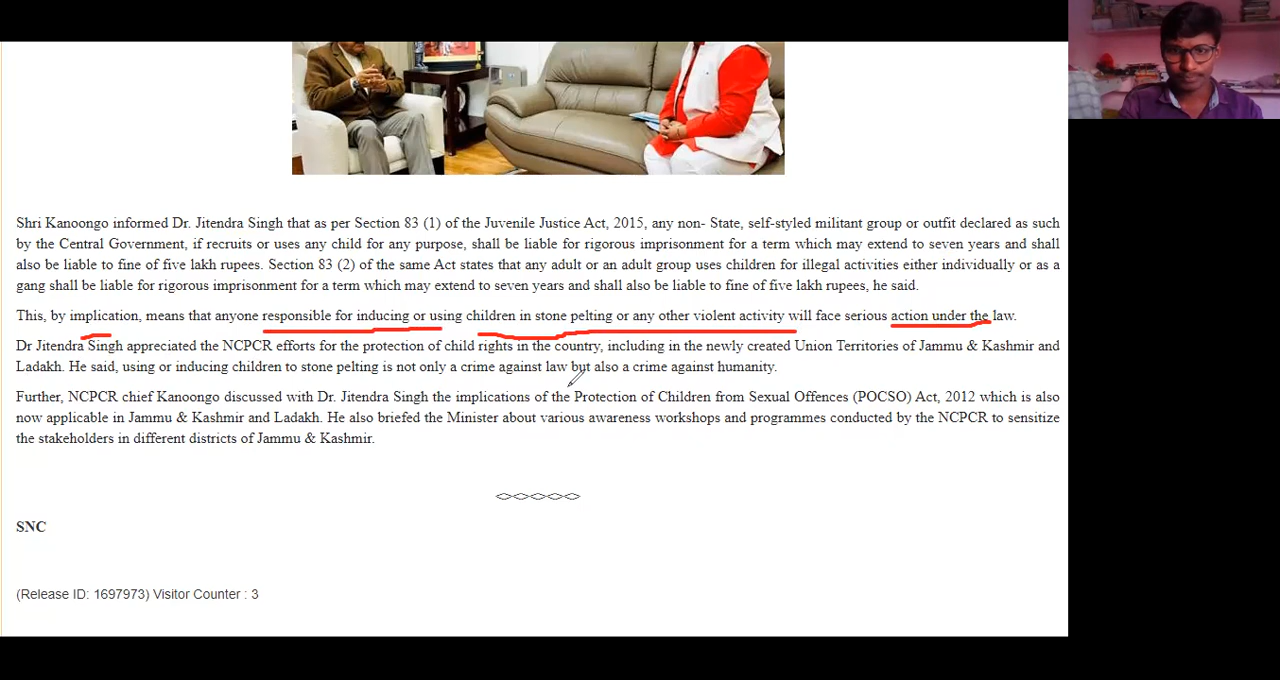 Shri Kanoongo informed Dr. Jitendra Singh that as per Section 83 (1) of the Juvenile Justice Act, 2015, any non- State, self-styled militant group or outfit declared as such
by the Central Government, if recruits or uses any child for any purpose, shall be liable for rigorous imprisonment for a term which may extend to seven years and shall
also be liable to fine of five lakh rupees. Section 83 (2) of the same Act states that any adult or an adult group uses children for illegal activities either individually or as a
gang shall be liable for rigorous imprisonment for a term which may extend to seven years and shall also be liable to fine of five lakh rupees, he said.
This, by implication, means that anyone responsible for inducing or using children in stone pelting or any other violent activity will face serious action under the law.
Dr Jitendra Singh appreciated the NCPCR efforts for the protection of child rights in the country, including in the newly created Union Territories of Jammu & Kashmir and
Ladakh. He said, using or inducing children to stone pelting is not only a crime against law but also a crime against humanity.
Further, NCPCR chief Kanoongo discussed with Dr. Jitendra Singh the implications of the Protection of Children from Sexual Offences (POCSO) Act, 2012 which is also
now applicable in Jammu & Kashmir and Ladakh. He also briefed the Minister about various awareness workshops and programmes conducted by the NCPCR to sensitize
the stakeholders in different districts of Jammu & Kashmir.
<><><><><>
SNC
(Release ID: 1697973) Visitor Counter : 3